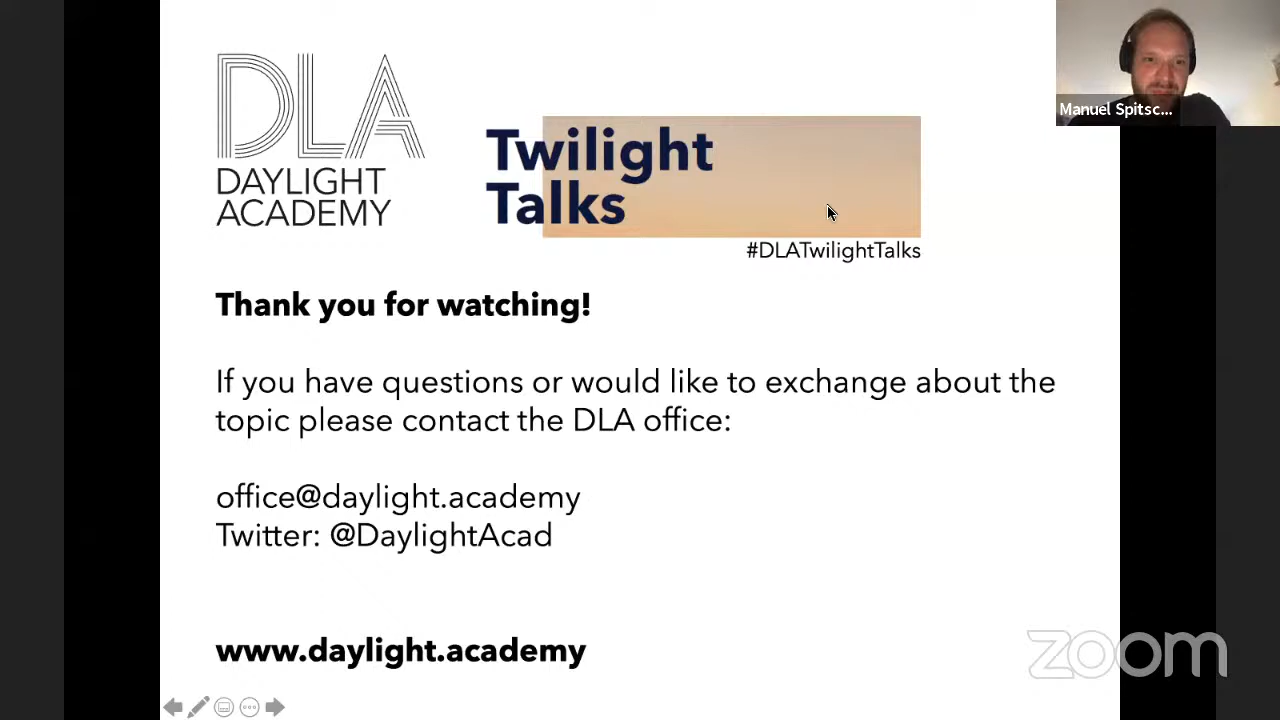 DLA
DAYLIGHT
ACADEMY
Twilight
Talks
#DLATwilightTalks
Manuel Spitsc...
Thank you for watching!
If you have questions or would like to exchange about the
topic please contact the DLA office:
office@daylight.academy
Twitter: @DaylightAcad
www.daylight.academy
zoom